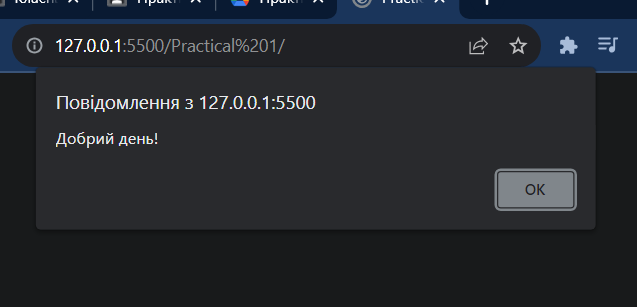 127.0.0.1:5500/Practical%201/
Повідомлення з 127.0.0.1:5500
Добрий день!
OK